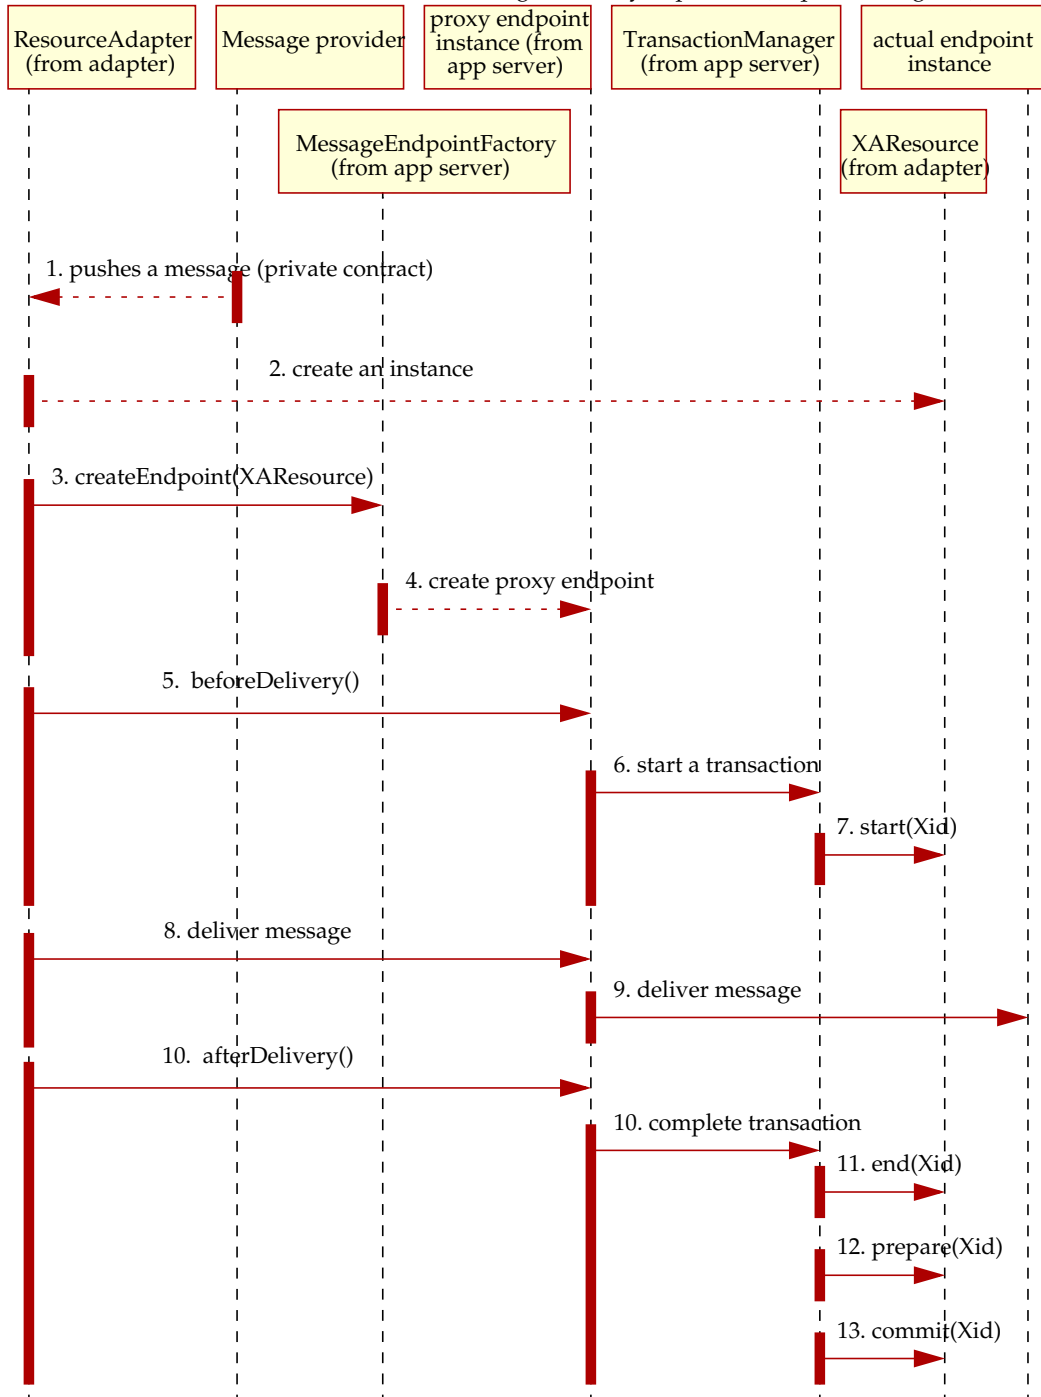 proxy endpoint
ResourceAdapter
(from adapter)
Message provider
instance (from
app server)
TransactionManager
(from app server)
actual endpoint
instance
MessageEndpointFactory
(from app server)
XAResource
(from adapter)
1. pushes a message (private contract)
2. create an instance
3. createEndpoint(XAResource)
4. create proxy endpoint
5. beforeDelivery()
6. start a transaction
7. start(Xid)
8. deliver message
9. deliver message
10. afterDelivery()
10. complete transaction
11. end(Xid)
12. prepare(Xid)
13. commit(Xid)